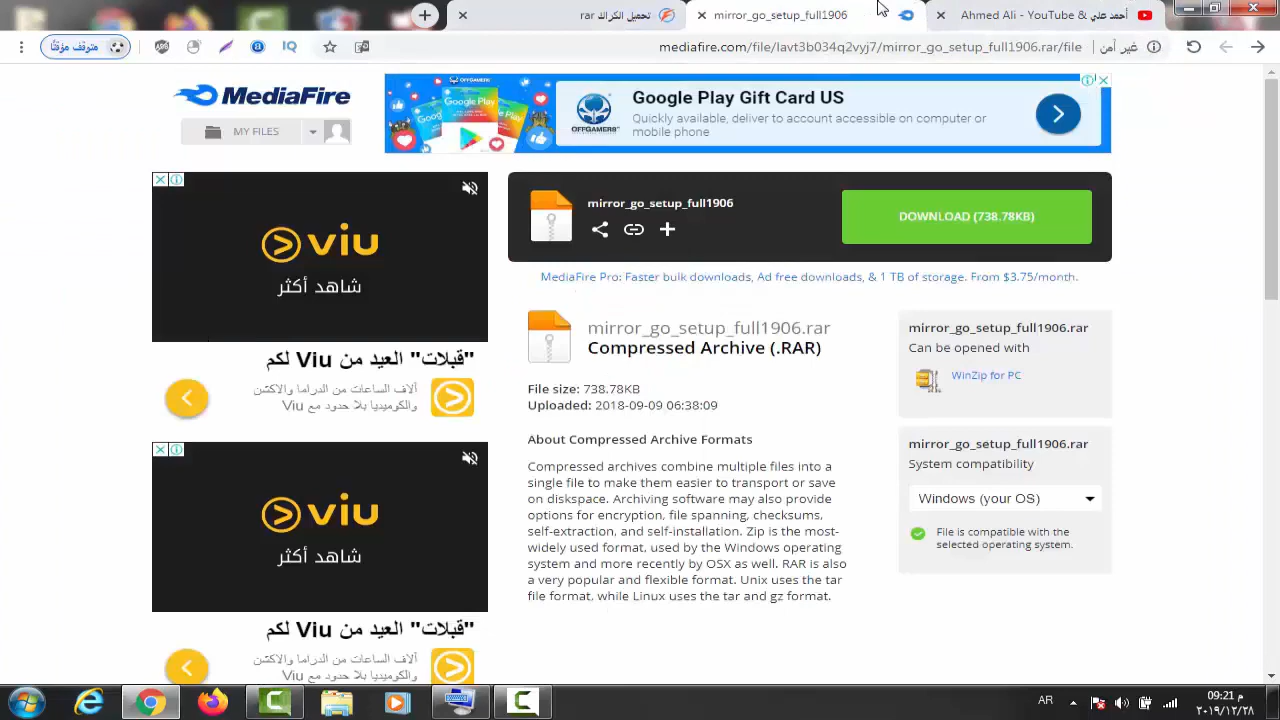 تحميل الكراك rar
mirror_go_setup_full1906
Ahmed Ali - YouTube & أحمد علي
متوقف مؤقتًا
IQ
mediafire.com/file/lavt3b034q2vyj7/mirror_go_setup_full1906.rar/file
غير آمن
MediaFire
MY FILES
OFFGAMERS
Google Play
OFFGAMERS
Google Play Gift Card US
Quickly available, deliver to account accessible on computer or
mobile phone
mirror_go_setup_full1906
DOWNLOAD (738.78KB)
MediaFire Pro: Faster bulk downloads, Ad free downloads, & 1 TB of storage. From $3.75/month.
viu
شاهد أكثر
"قبلات" العيد من Viu لكم
آلاف الساعات من الدراما والاكشن
والكوميديا بلا حدود مع Viu
viu
شاهد أكثر
"قبلات" العيد من Viu لكم
آلاف الساعات من الدراما والاكشن
والكوميديا بلا حدود مع Viu
mirror_go_setup_full1906.rar
Compressed Archive (.RAR)
File size: 738.78KB
Uploaded: 2018-09-09 06:38:09
About Compressed Archive Formats
Compressed archives combine multiple files into a
single file to make them easier to transport or save
on diskspace. Archiving software may also provide
options for encryption, file spanning, checksums,
self-extraction, and self-installation. Zip is the most-
widely used format, used by the Windows operating
system and more recently by OSX as well. RAR is also
a very popular and flexible format. Unix uses the tar
file format, while Linux uses the tar and gz format.
mirror_go_setup_full1906.rar
Can be opened with
WinZip for PC
mirror_go_setup_full1906.rar
System compatibility
Windows (your OS)
File is compatible with the
selected operating system.
AR
09:21 م
٢٠١٩/١٢/٢٨